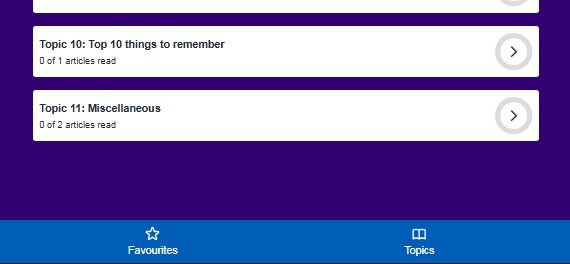 Topic 10: Top 10 things to remember
0 of 1 articles read
Topic 11: Miscellaneous
0 of 2 articles read
Favourites
Topics